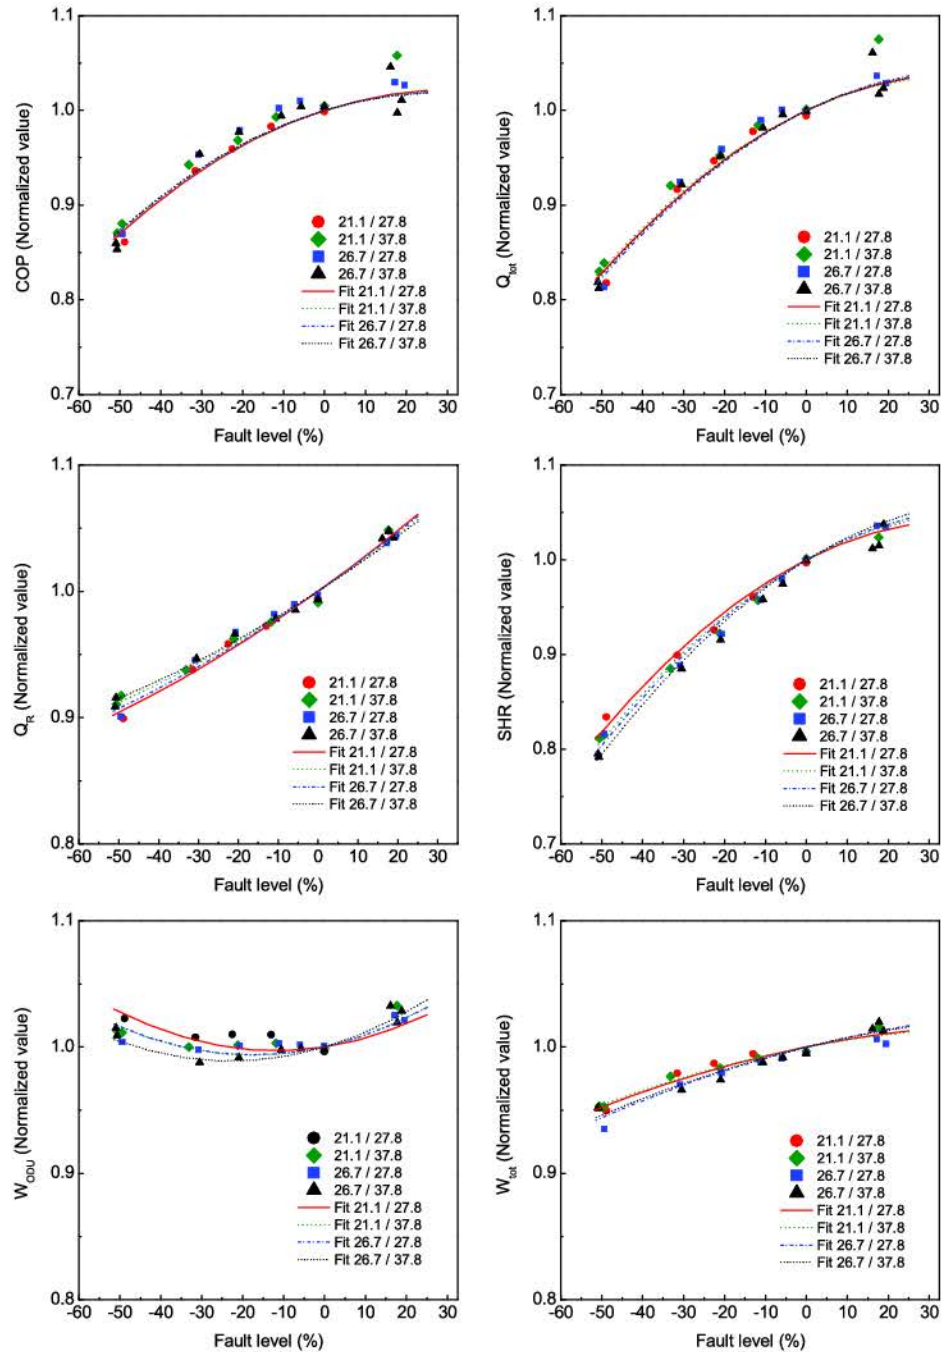 1.1
1.0
0.9
0.8
0.7
COP (Normalized value)
21.1 / 27.8
21.1 / 37.8
26.7 / 27.8
26.7 / 37.8
Fit 21.1 / 27.8
Fit 21.1 / 37.8
Fit 26.7 / 27.8
Fit 26.7 / 37.8
-60 -50 -40 -30 -20 -10 0 10 20 30
Fault level (%)
1.1
1.0
0.9
0.8
0.7
Qtot (Normalized value)
21.1 / 27.8
21.1 / 37.8
26.7 / 27.8
26.7 / 37.8
Fit 21.1 / 27.8
Fit 21.1 / 37.8
Fit 26.7 / 27.8
Fit 26.7 / 37.8
-60 -50 -40 -30 -20 -10 0 10 20 30
Fault level (%)
1.1
1.0
0.9
0.8
QR (Normalized value)
21.1 / 27.8
21.1 / 37.8
26.7 / 27.8
26.7 / 37.8
Fit 21.1 / 27.8
Fit 21.1 / 37.8
Fit 26.7 / 27.8
Fit 26.7 / 37.8
-60 -50 -40 -30 -20 -10 0 10 20 30
Fault level (%)
1.1
1.0
0.9
0.8
0.7
SHR (Normalized value)
21.1 / 27.8
21.1 / 37.8
26.7 / 27.8
26.7 / 37.8
Fit 21.1 / 27.8
Fit 21.1 / 37.8
Fit 26.7 / 27.8
Fit 26.7 / 37.8
-60 -50 -40 -30 -20 -10 0 10 20 30
Fault level (%)
1.1
1.0
0.9
0.8
WODU (Normalized value)
21.1 / 27.8
21.1 / 37.8
26.7 / 27.8
26.7 / 37.8
Fit 21.1 / 27.8
Fit 21.1 / 37.8
Fit 26.7 / 27.8
Fit 26.7 / 37.8
-60 -50 -40 -30 -20 -10 0 10 20 30
Fault level (%)
1.1
1.0
0.9
0.8
Wtot (Normalized value)
21.1 / 27.8
21.1 / 37.8
26.7 / 27.8
26.7 / 37.8
Fit 21.1 / 27.8
Fit 21.1 / 37.8
Fit 26.7 / 27.8
Fit 26.7 / 37.8
-60 -50 -40 -30 -20 -10 0 10 20 30
Fault level (%)